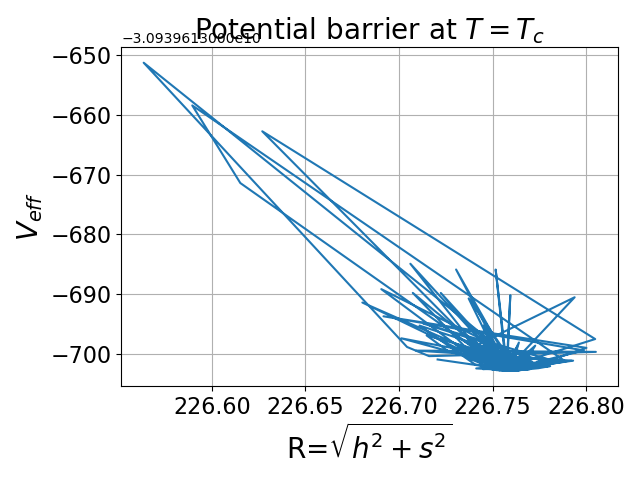 Potential barrier at T = T_c
−3.0939613000e10
−650
−660
−670
−680
−690
−700
V_eff
226.60 226.65 226.70 226.75 226.80
R=√h² + s²